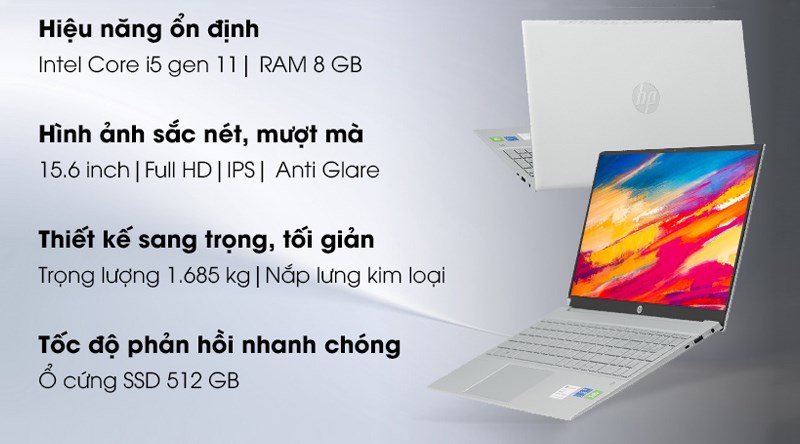 Hiệu năng ổn định
Intel Core i5 gen 11| RAM 8 GB
Hình ảnh sắc nét, mượt mà
15.6 inch|Full HD|IPS| Anti Glare
Thiết kế sang trọng, tối giản
Trọng lượng 1.685 kg|Nắp lưng kim loại
Tốc độ phản hồi nhanh chóng
Ổ cứng SSD 512 GB
hp